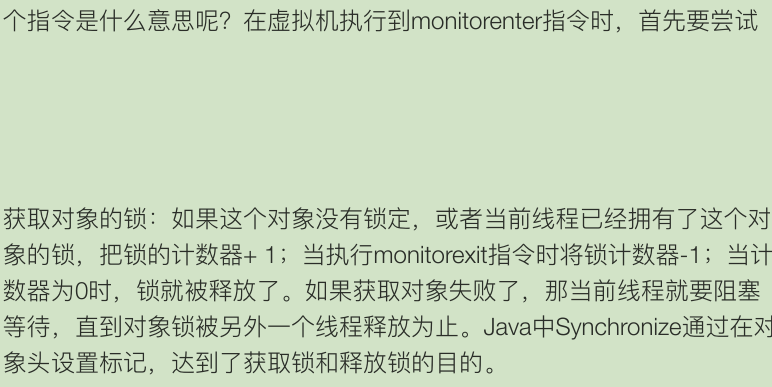 个指令是什么意思呢？在虚拟机执行到monitorenter指令时，首先要尝试
获取对象的锁：如果这个对象没有锁定，或者当前线程已经拥有了这个对
象的锁，把锁的计数器+ 1；当执行monitorexit指令时将锁计数器-1；当计
数器为0时，锁就被释放了。如果获取对象失败了，那当前线程就要阻塞
等待，直到对象锁被另外一个线程释放为止。Java中Synchronize通过在对
象头设置标记，达到了获取锁和释放锁的目的。